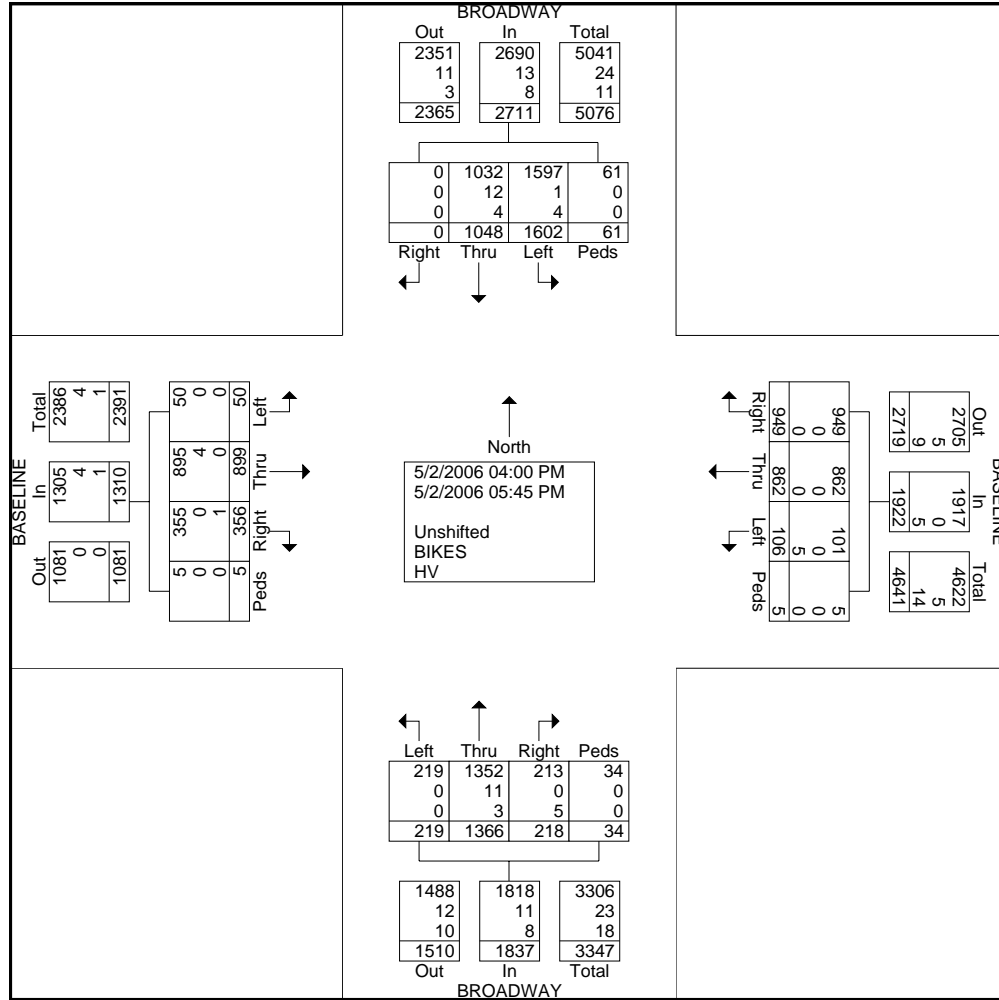 BROADWAY
Out In Total
2351 2690 5041
11 13 24
3 8 11
2365 2711 5076
0 1032 1597 61
0 12 1 0
0 4 4 0
0 1048 1602 61
Right Thru Left Peds
BASELINE
Total
2386
4
1
2391
In
1305
4
1
1310
Out
1081
0
0
1081
50
0
0
50
Left
895
4
0
899
Thru
355
0
1
356
Right
5
0
0
5
Peds
North
5/2/2006 04:00 PM
5/2/2006 05:45 PM
Unshifted
BIKES
HV
Right
949
0
0
949
Thru
862
0
0
862
Left
101
0
5
106
Peds
5
0
0
5
Out
2705
5
9
2719
In
1917
0
5
1922
Total
4622
5
14
4641
BASELINE
Left Thru Right Peds
219 1352 213 34
0 11 0 0
0 3 5 0
219 1366 218 34
1488 1818 3306
12 11 23
10 8 18
1510 1837 3347
Out In Total
BROADWAY